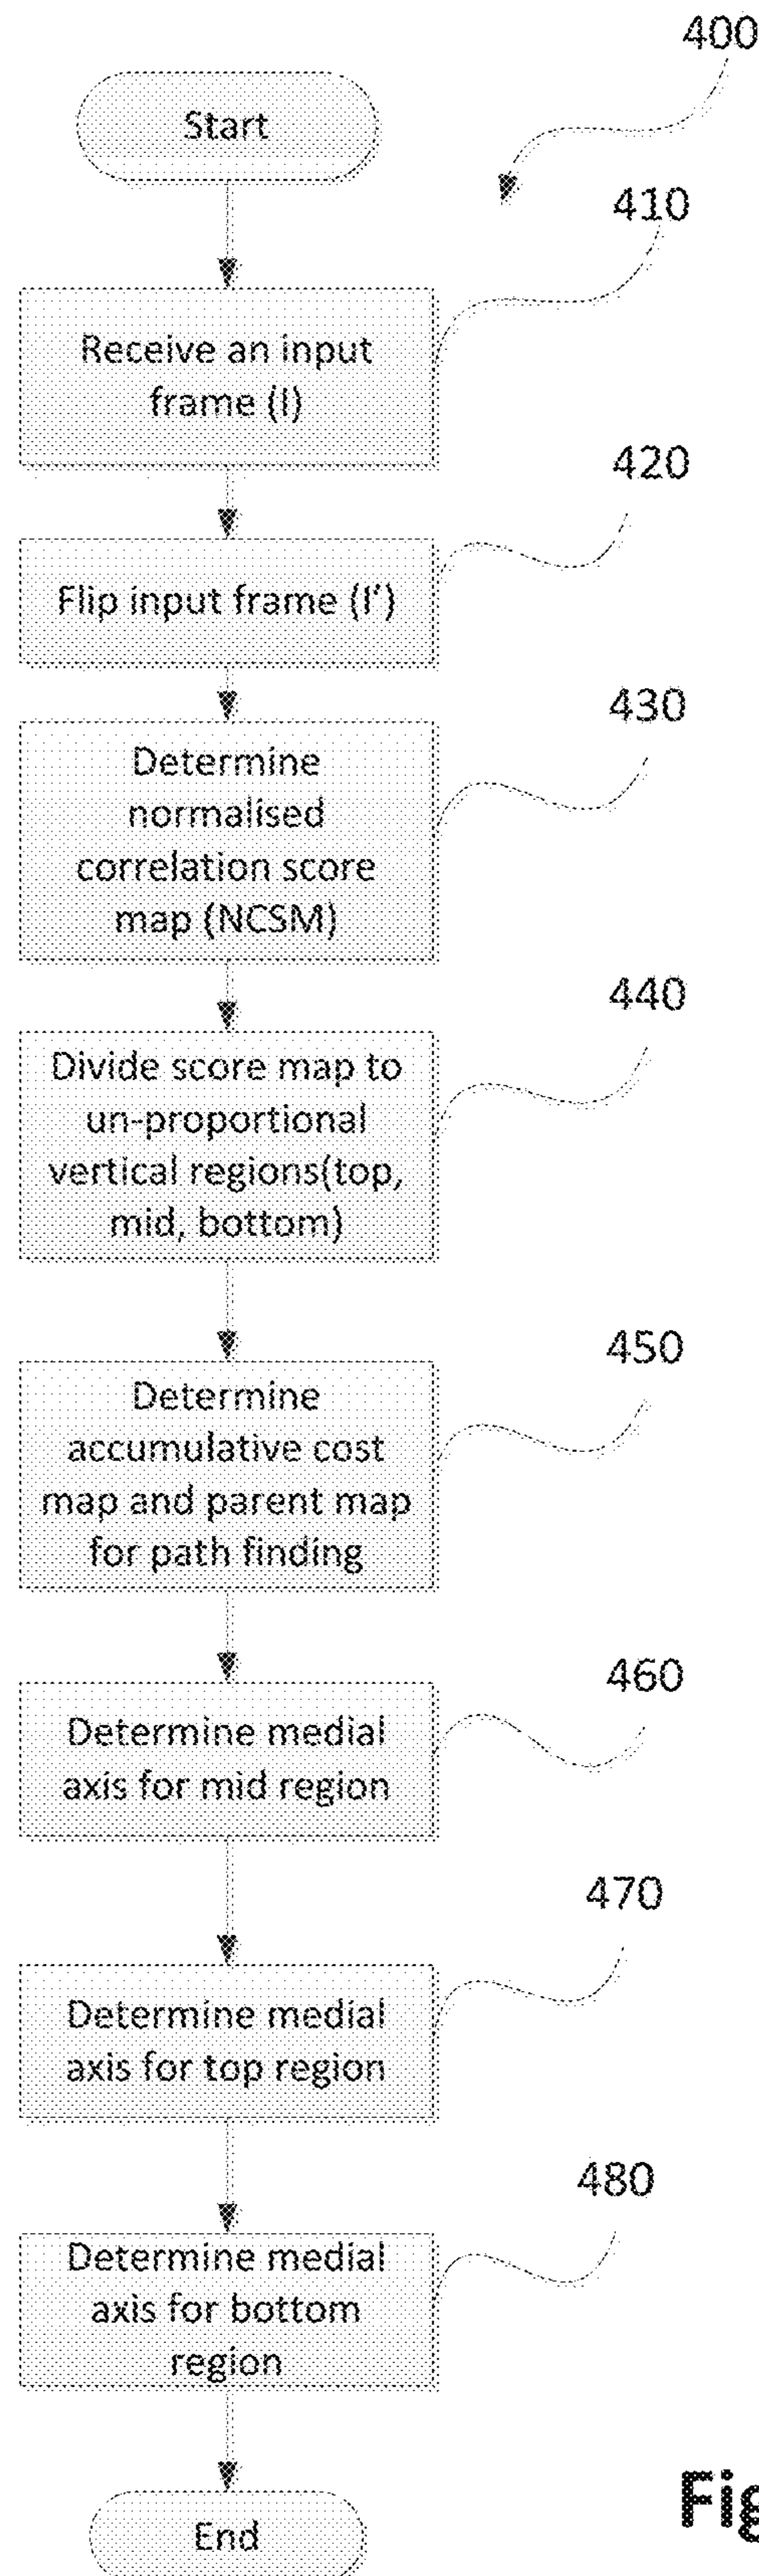 400
Start
410
Receive an input
frame (I)
420
Flip input frame (I')
430
Determine
normalised
correlation score
map (NCSM)
440
Divide score map to
un-proportional
vertical regions(top,
mid, bottom)
450
Determine
accumulative cost
map and parent map
for path finding
460
Determine medial
axis for mid region
470
Determine medial
axis for top region
480
Determine medial
axis for bottom
region
End
Fig